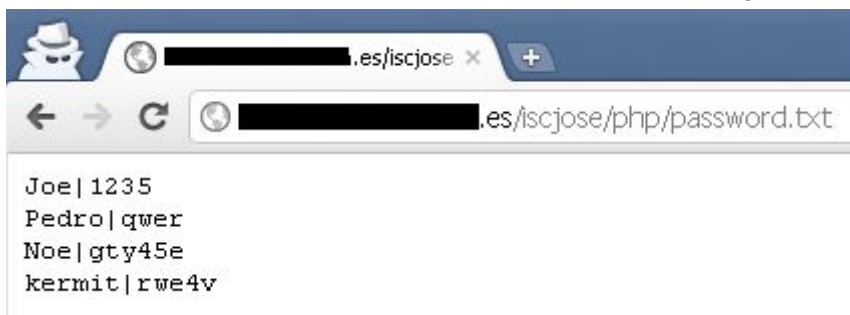 .es/iscjose
.es/iscjose/php/password.txt
Joe|1235
Pedro|qwer
Noe|gty45e
kermit|rwe4v